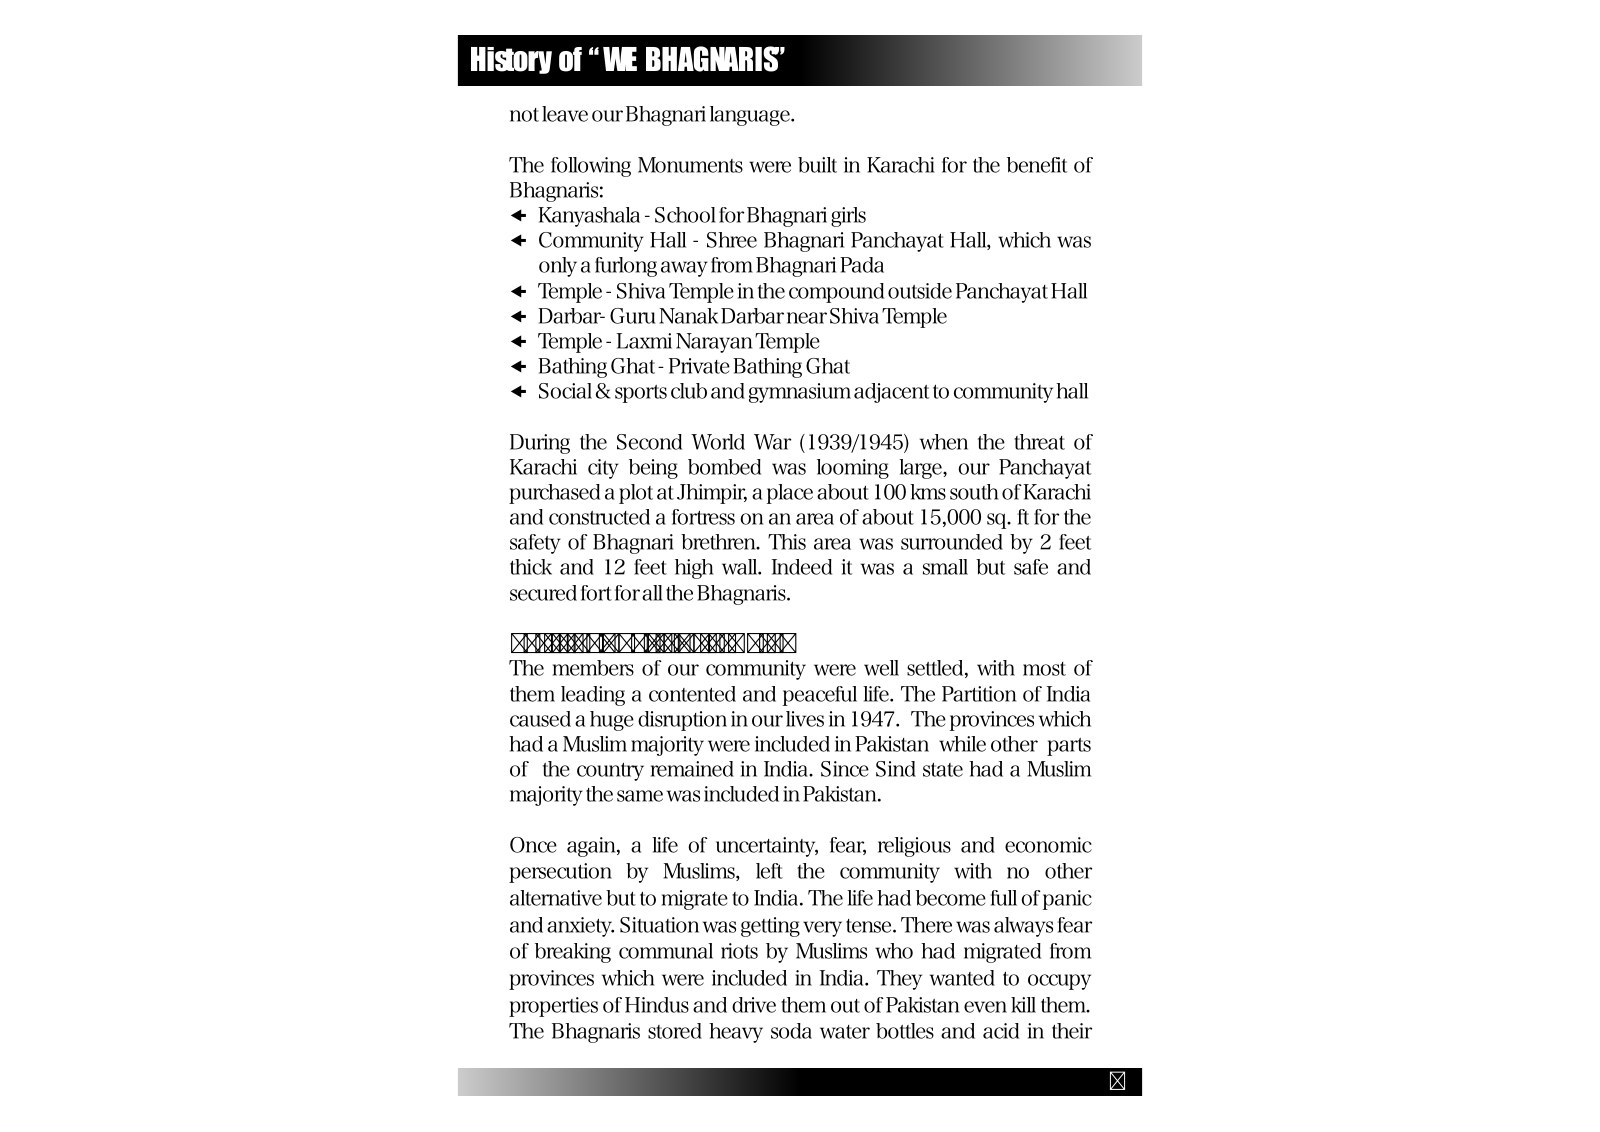 History of “ WE BHAGNARIS”
not leave our Bhagnari language.
The following Monuments were built in Karachi for the benefit of
Bhagnaris:
Kanyashala - School for Bhagnari girls
Community Hall - Shree Bhagnari Panchayat Hall, which was
only a furlong away from Bhagnari Pada
Temple - Shiva Temple in the compound outside Panchayat Hall
Darbar- Guru Nanak Darbar near Shiva Temple
Temple - Laxmi Narayan Temple
Bathing Ghat - Private Bathing Ghat
Social & sports club and gymnasium adjacent to community hall
During the Second World War (1939/1945) when the threat of
Karachi city being bombed was looming large, our Panchayat
purchased a plot at Jhimpir, a place about 100 kms south of Karachi
and constructed a fortress on an area of about 15,000 sq. ft for the
safety of Bhagnari brethren. This area was surrounded by 2 feet
thick and 12 feet high wall. Indeed it was a small but safe and
secured fort for all the Bhagnaris.
The members of our community were well settled, with most of
them leading a contented and peaceful life. The Partition of India
caused a huge disruption in our lives in 1947. The provinces which
had a Muslim majority were included in Pakistan while other parts
of the country remained in India. Since Sind state had a Muslim
majority the same was included in Pakistan.
Once again, a life of uncertainty, fear, religious and economic
persecution by Muslims, left the community with no other
alternative but to migrate to India. The life had become full of panic
and anxiety. Situation was getting very tense. There was always fear
of breaking communal riots by Muslims who had migrated from
provinces which were included in India. They wanted to occupy
properties of Hindus and drive them out of Pakistan even kill them.
The Bhagnaris stored heavy soda water bottles and acid in their